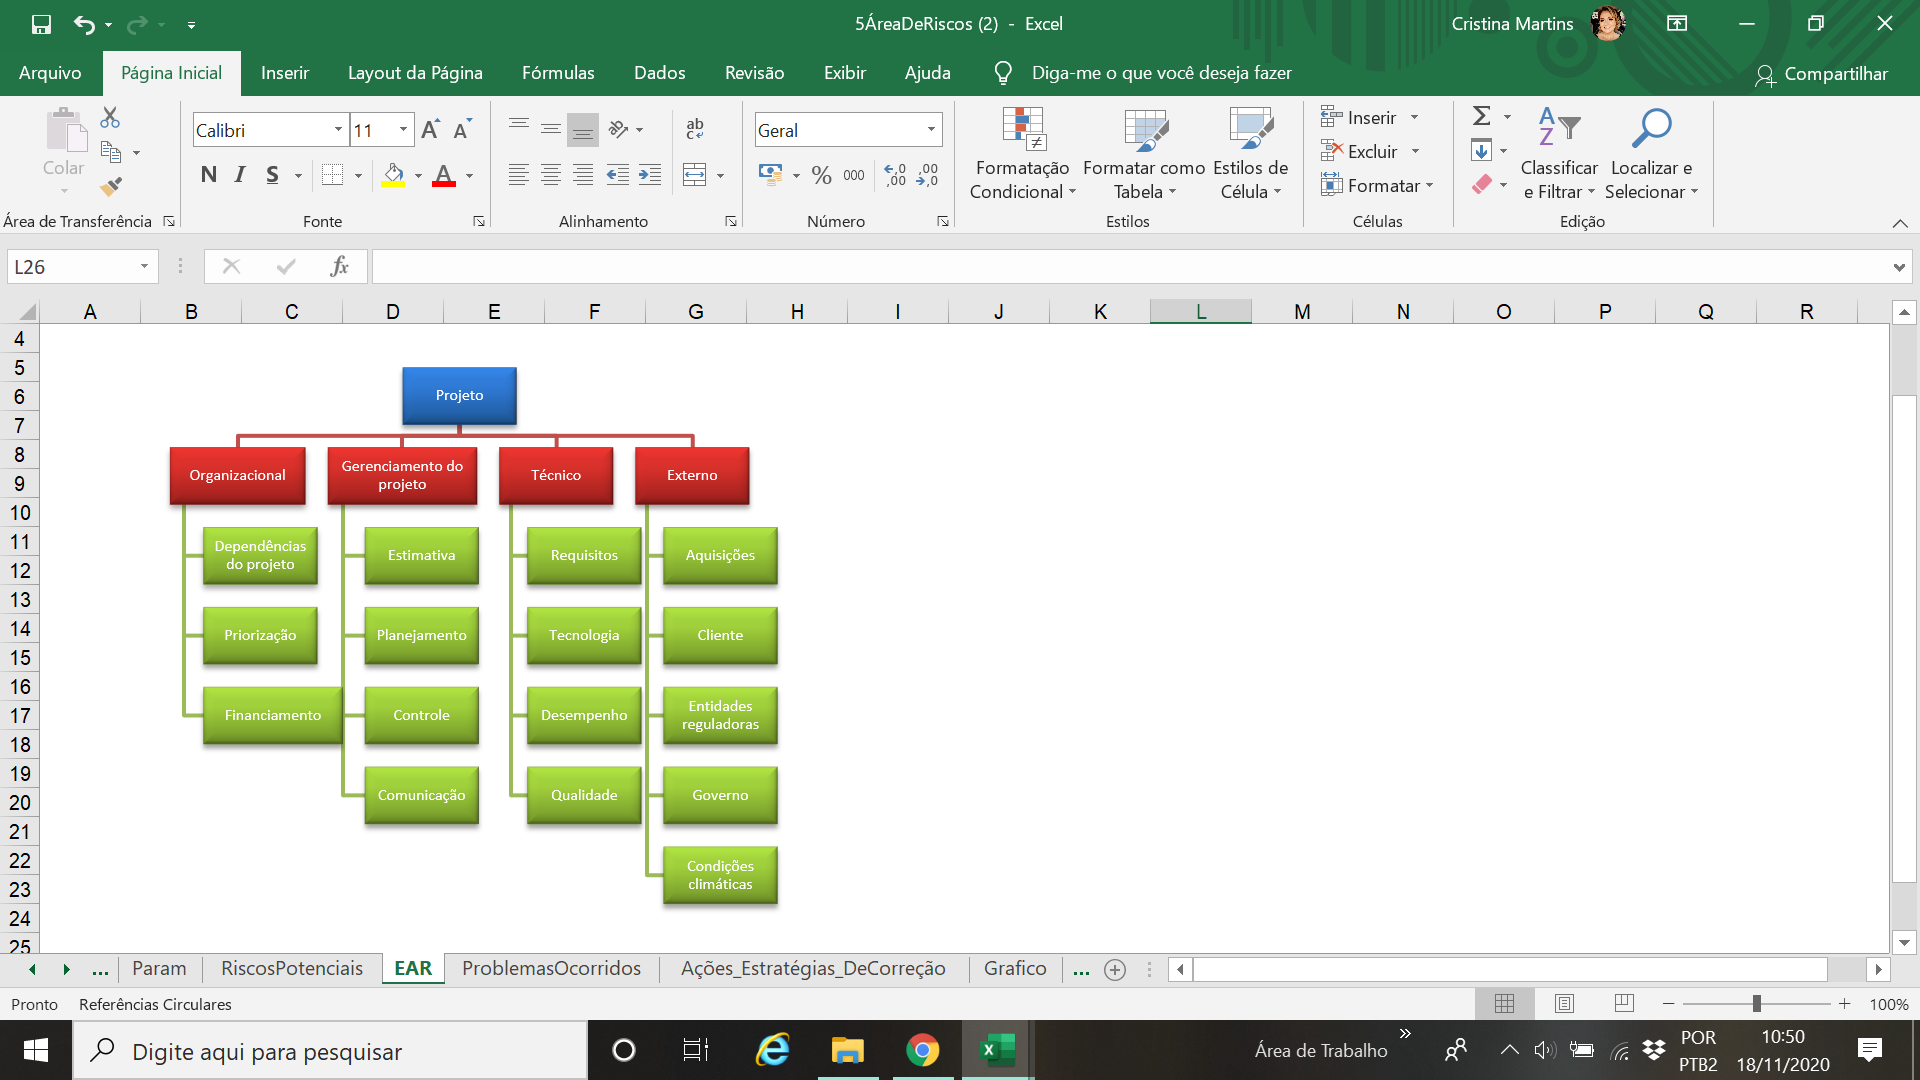 5ÁreaDeRiscos (2) - Excel
Cristina Martins
Arquivo Página Inicial Inserir Layout da Página Fórmulas Dados Revisão Exibir Ajuda Diga-me o que você deseja fazer Compartilhar
Colar
Área de Transferência
Calibri 11
N I S
Fonte
ab
c
Alinhamento
Geral
% 000 ,00 ,0
Número
Formatação
Condicional
Formatar como
Tabela
Estilos de
Célula
Estilos
Inserir
Excluir
Formatar
Células
Classificar
e Filtrar
Localizar e
Selecionar
Edição
L26
fx
A B C D E F G H I J K L M N O P Q R
4
5
6
7
8
9
10
11
12
13
14
15
16
17
18
19
20
21
22
23
24
25
Projeto
Organizacional
Gerenciamento do
projeto
Técnico
Externo
Dependências
do projeto
Estimativa
Requisitos
Aquisições
Priorização
Planejamento
Tecnologia
Cliente
Financiamento
Controle
Desempenho
Entidades
reguladoras
Comunicação
Qualidade
Governo
Condições
climáticas
... Param RiscosPotenciais EAR ProblemasOcorridos Ações_Estratégias_DeCorreção Grafico ...
Pronto Referências Circulares 100%
Digite aqui para pesquisar
Área de Trabalho
POR
PTB2
10:50
18/11/2020